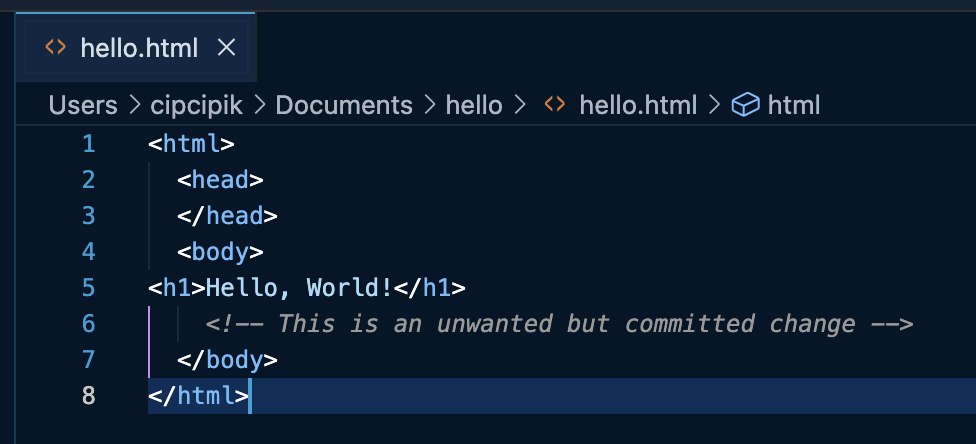 hello.html
Users > cipcipik > Documents > hello > hello.html > html
1 <html>
2   <head>
3   </head>
4   <body>
5 <h1>Hello, World!</h1>
6     <!-- This is an unwanted but committed change -->
7   </body>
8 </html>